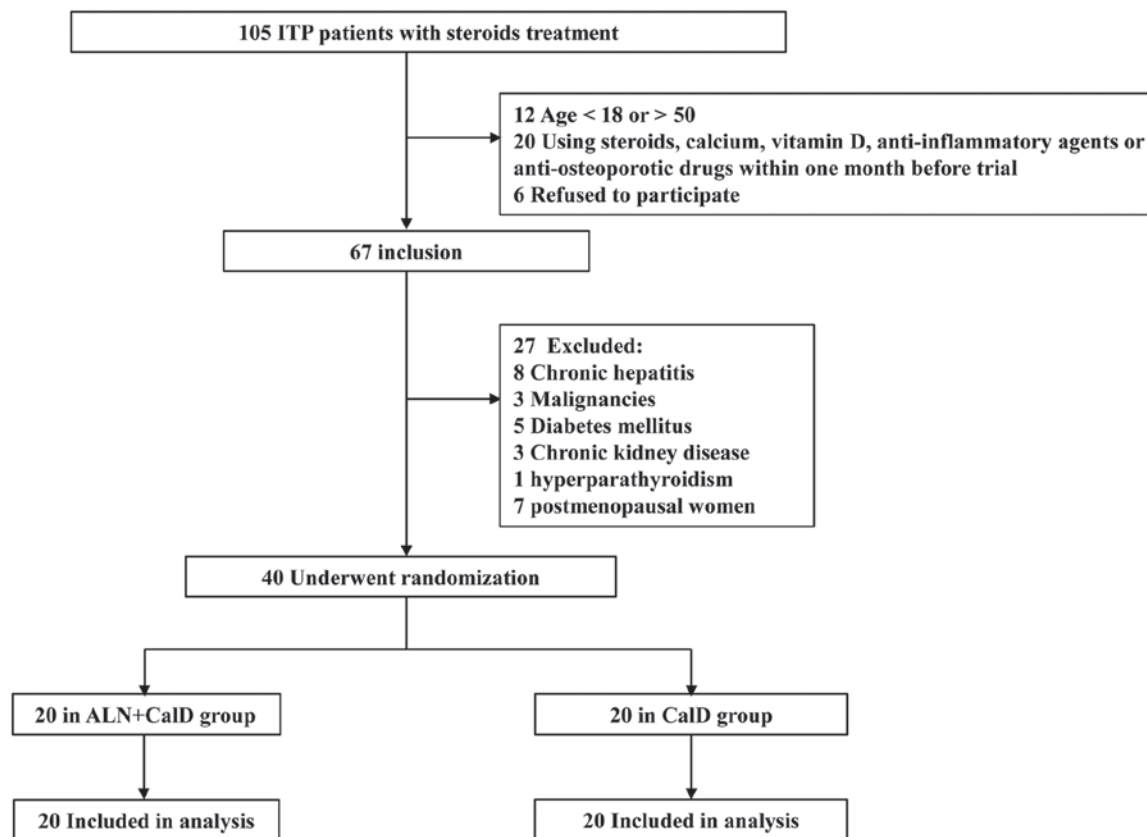 105 ITP patients with steroids treatment
12 Age < 18 or > 50
20 Using steroids, calcium, vitamin D, anti-inflammatory agents or
anti-osteoporotic drugs within one month before trial
6 Refused to participate
67 inclusion
27 Excluded:
8 Chronic hepatitis
3 Malignancies
5 Diabetes mellitus
3 Chronic kidney disease
1 hyperparathyroidism
7 postmenopausal women
40 Underwent randomization
20 in ALN+CalD group
20 in CalD group
20 Included in analysis
20 Included in analysis